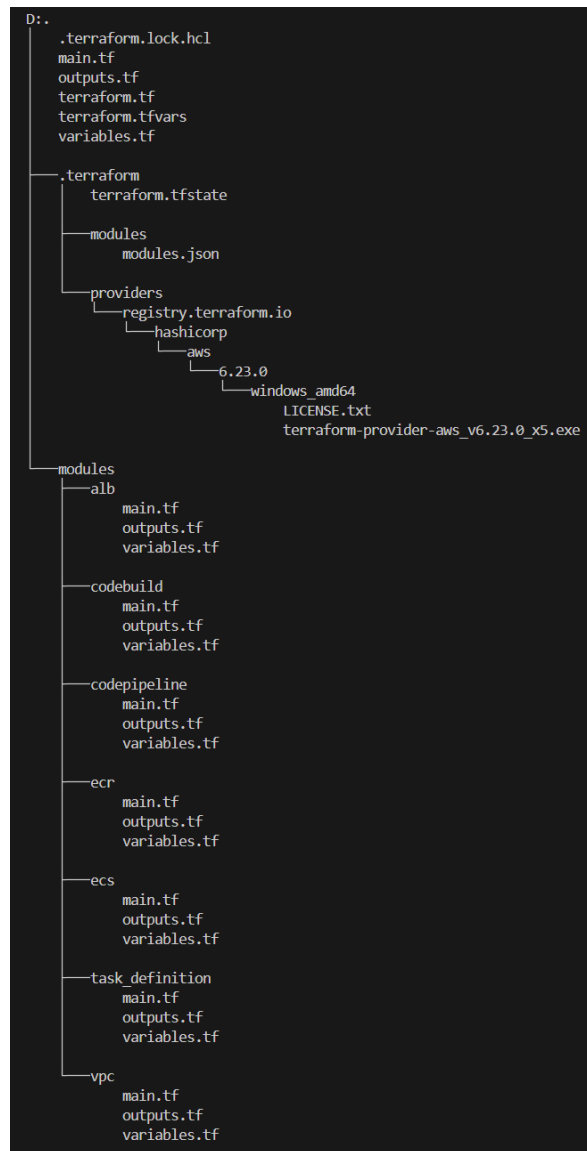 D:.
.terraform.lock.hcl
main.tf
outputs.tf
terraform.tf
terraform.tfvars
variables.tf
.terraform
terraform.tfstate
modules
modules.json
providers
registry.terraform.io
hashicorp
aws
6.23.0
windows_amd64
LICENSE.txt
terraform-provider-aws_v6.23.0_x5.exe
modules
alb
main.tf
outputs.tf
variables.tf
codebuild
main.tf
outputs.tf
variables.tf
codepipeline
main.tf
outputs.tf
variables.tf
ecr
main.tf
outputs.tf
variables.tf
ecs
main.tf
outputs.tf
variables.tf
task_definition
main.tf
outputs.tf
variables.tf
vpc
main.tf
outputs.tf
variables.tf